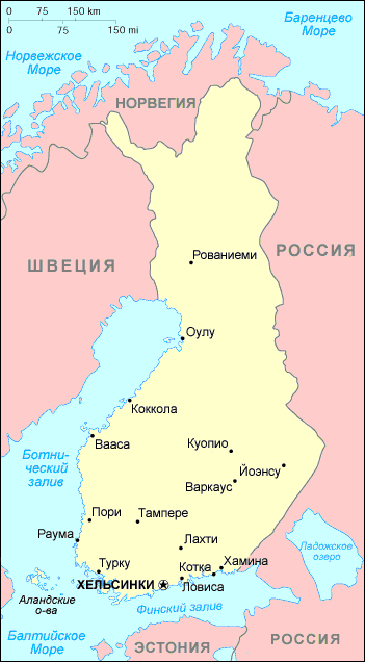 0 75 150 km
0 75 150 mi
Баренцево
Море
Норвежское
Море
НОРВЕГИЯ
ШВЕЦИЯ
РОССИЯ
Рованиеми
Оулу
Коккола
Вааса
Куопио
Йоэнсу
Варкаус
Ботни-
ческий
залив
Пори
Тампере
Раума
Лахти
Ладожское
озеро
Турку
Котка
Хамина
ХЕЛЬСИНКИ
Ловиса
Аландские
о-ва
Финский залив
Балтийское
Море
ЭСТОНИЯ
РОССИЯ